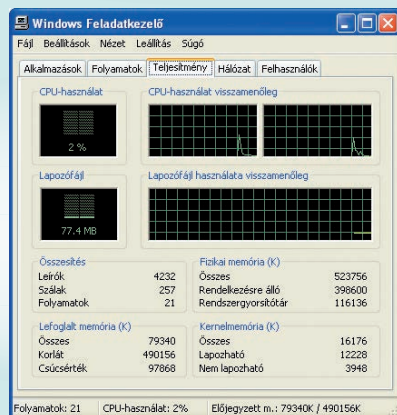 Windows Feladatkezelő
Fájl Beállítások Nézet Leállítás Súgó
Alkalmazások Folyamatok Teljesítmény Hálózat Felhasználók
CPU-használat
2 %
CPU-használat visszamenőleg
Lapozófájl
77.4 MB
Lapozófájl használata visszamenőleg
Összesítés
Leírók 4232
Szálak 257
Folyamatok 21
Fizikai memória (K)
Összes 523756
Rendelkezésre álló 398600
Rendszergyorsítótár 116136
Lefoglalt memória (K)
Összes 79340
Korlát 490156
Csúcsérték 97868
Kernelmemória (K)
Összes 16176
Lapozható 12228
Nem lapozható 3948
Folyamatok: 21 CPU-használat: 2% Előjegyzett m.: 79340K / 490156K